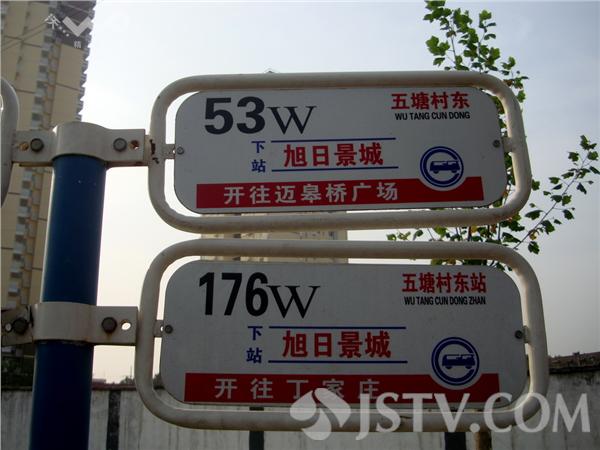 53W
五塘村东
WU TANG CUN DONG
下站
旭日景城
开往迈皋桥广场
176W
五塘村东站
WU TANG CUN DONG ZHAN
下站
旭日景城
开往丁家庄
JSTV.COM